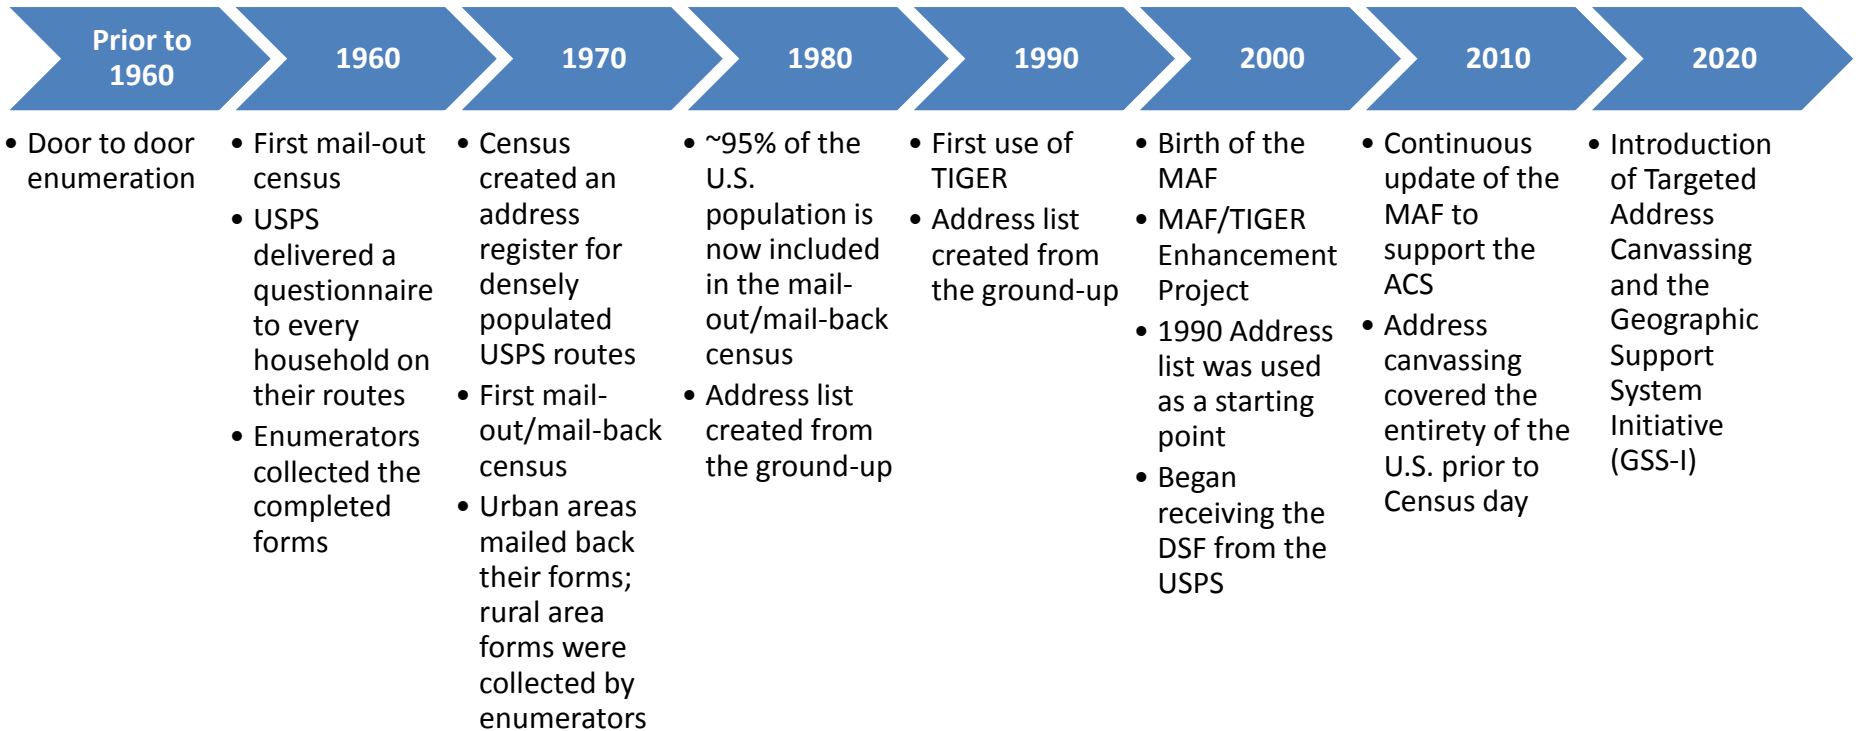 Prior to
1960
1960
1970
1980
1990
2000
2010
2020
• Door to door
enumeration
• First mail-out
census
• USPS
delivered a
questionnaire
to every
household on
their routes
• Enumerators
collected the
completed
forms
• Census
created an
address
register for
densely
populated
USPS routes
• First mail-
out/mail-back
census
• Urban areas
mailed back
their forms;
rural area
forms were
collected by
enumerators
• ~95% of the
U.S.
population is
now included
in the mail-
out/mail-back
census
• Address list
created from
the ground-up
• First use of
TIGER
• Address list
created from
the ground-up
• Birth of the
MAF
• MAF/TIGER
Enhancement
Project
• 1990 Address
list was used
as a starting
point
• Began
receiving the
DSF from the
USPS
• Continuous
update of the
MAF to
support the
ACS
• Address
canvassing
covered the
entirety of the
U.S. prior to
Census day
• Introduction
of Targeted
Address
Canvassing
and the
Geographic
Support
System
Initiative
(GSS-I)